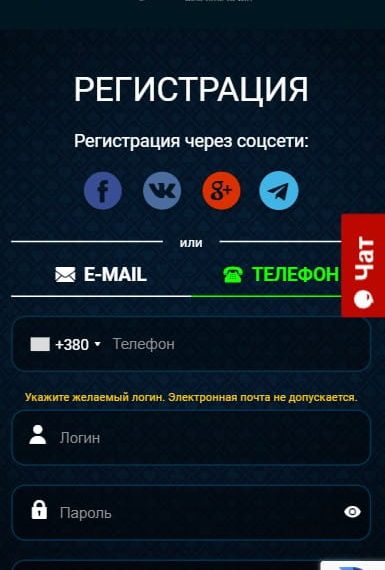 РЕГИСТРАЦИЯ
Регистрация через соцсети:
или
E-MAIL
ТЕЛЕФОН
Чат
+380 Телефон
Укажите желаемый логин. Электронная почта не допускается.
Логин
Пароль